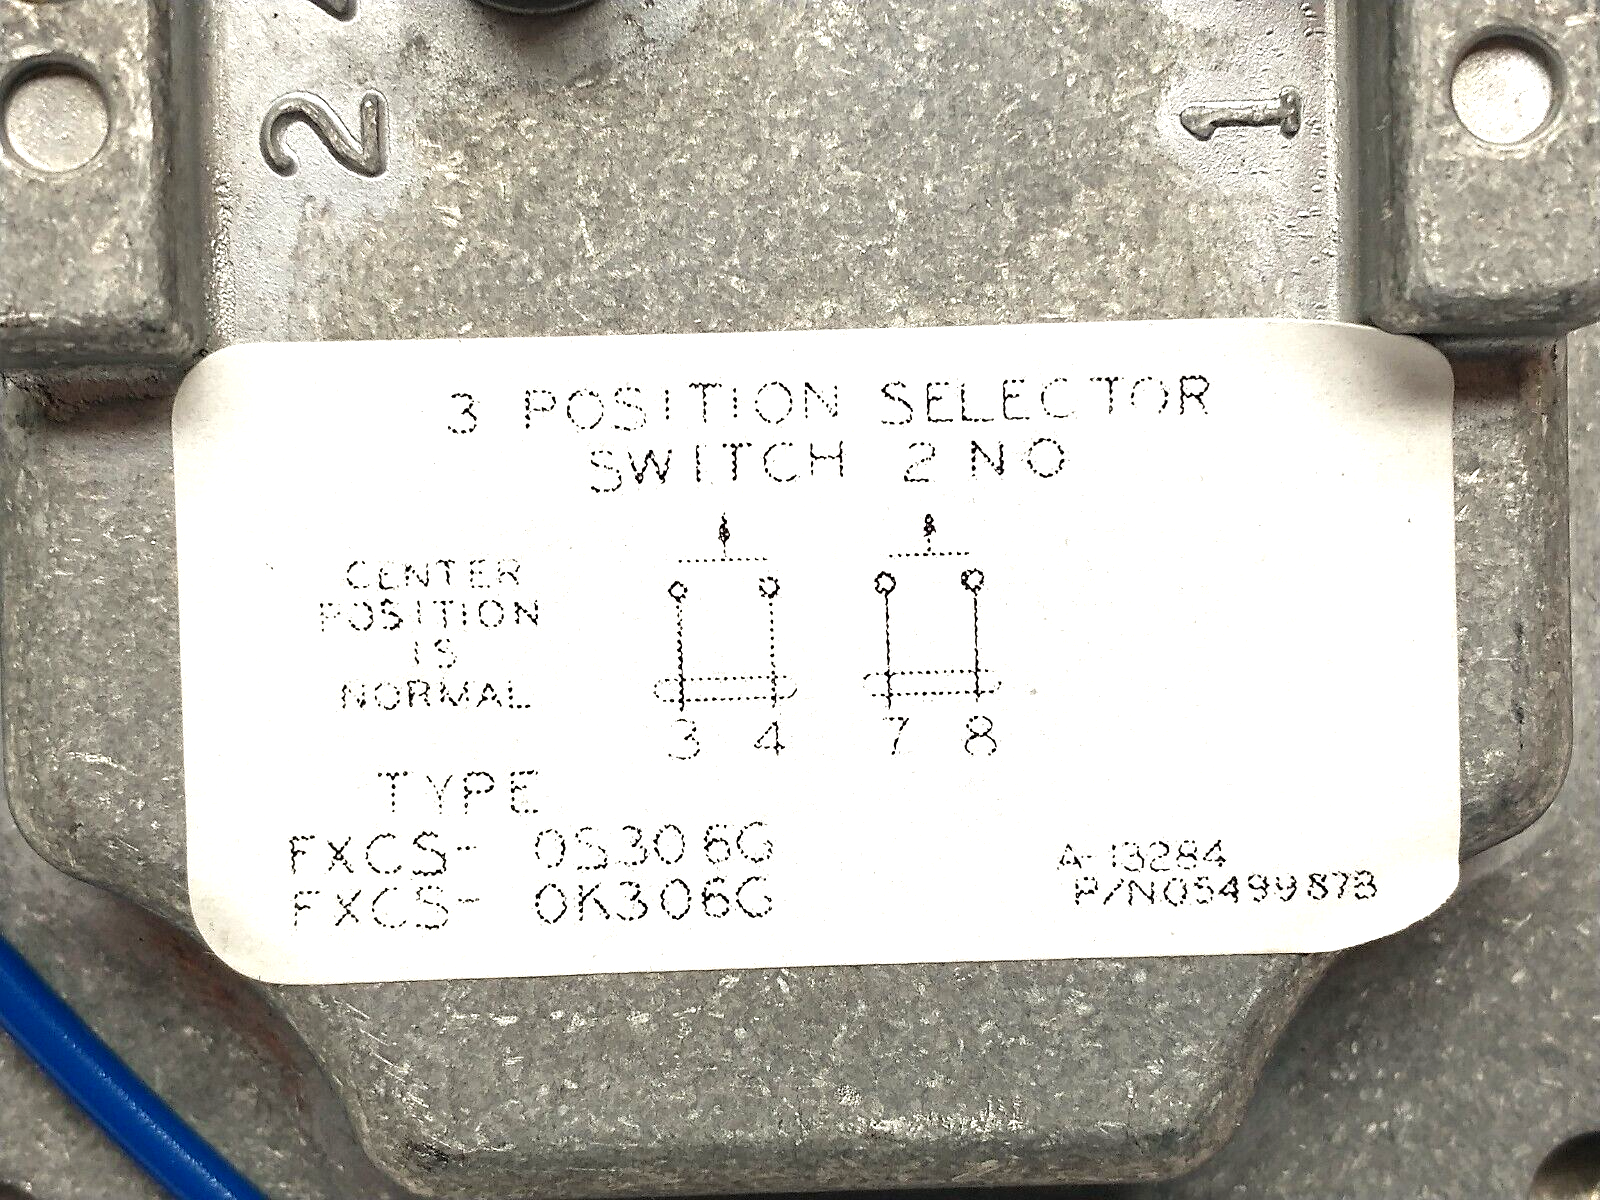 2
1
3 POSITION SELECTOR
SWITCH 2 NO
CENTER
POSITION
IS
NORMAL
3 4 7 8
TYPE
FXCS- 0S306G
FXCS- 0K306G
A-13284
P/N05499873